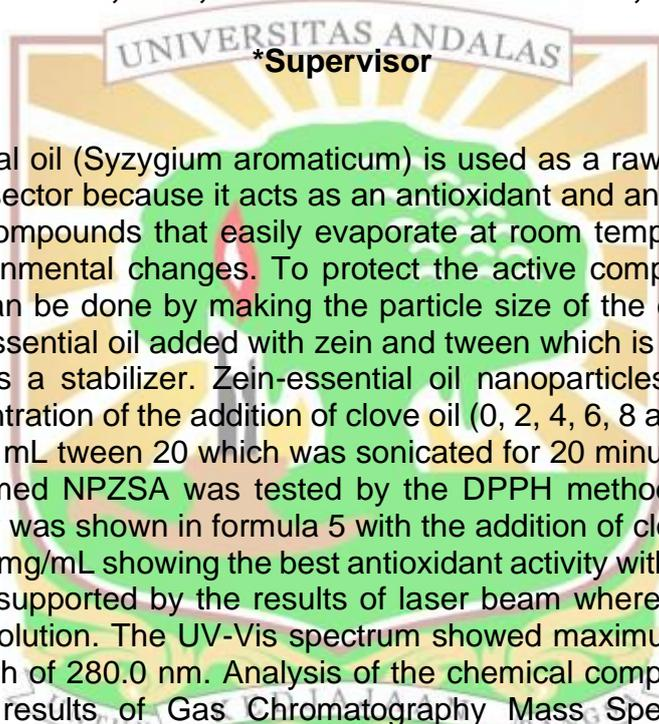 UNIVERSITAS ANDALAS
*Supervisor
al oil (Syzygium aromaticum) is used as a raw
sector because it acts as an antioxidant and an
ompounds that easily evaporate at room temp
nmental changes. To protect the active comp
n be done by making the particle size of the
ssential oil added with zein and tween which is
s a stabilizer. Zein-essential oil nanoparticles
ntration of the addition of clove oil (0, 2, 4, 6, 8 a
mL tween 20 which was sonicated for 20 minu
med NPZSA was tested by the DPPH metho
was shown in formula 5 with the addition of cl
mg/mL showing the best antioxidant activity wit
supported by the results of laser beam where
olution. The UV-Vis spectrum showed maximu
h of 280.0 nm. Analysis of the chemical comp
results of Gas Chromatography Mass Spe